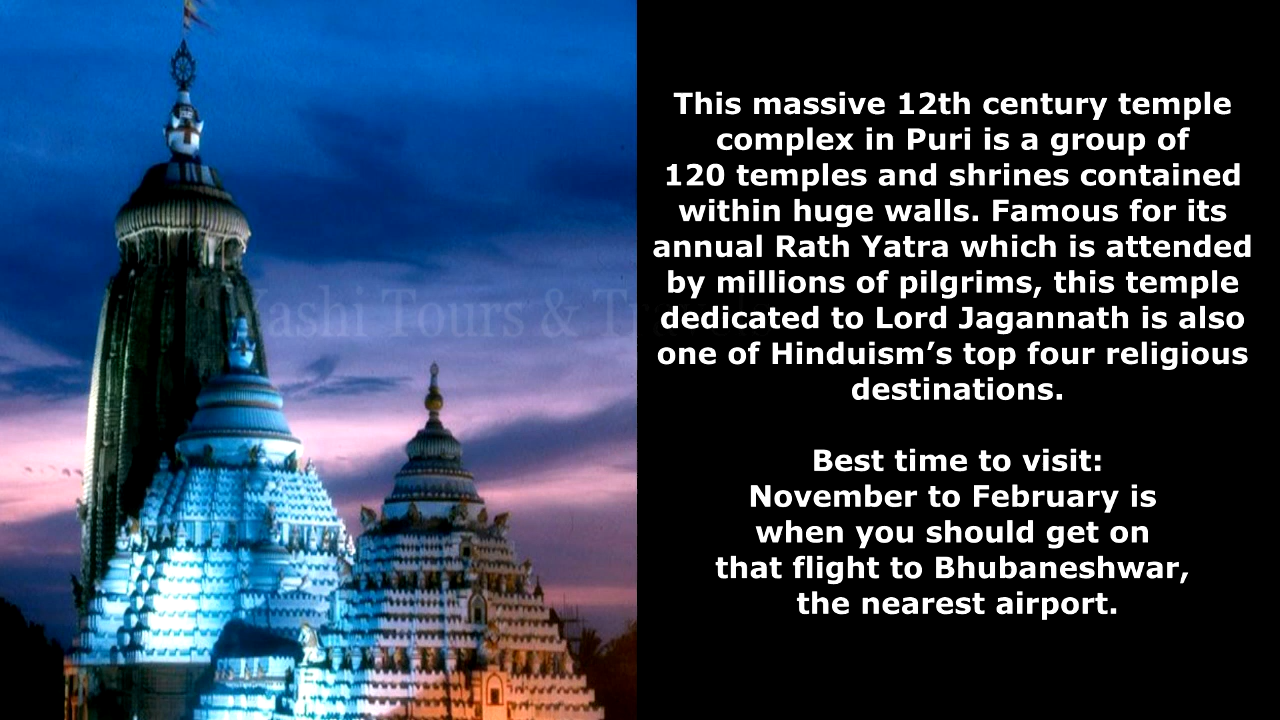 This massive 12th century temple
complex in Puri is a group of
120 temples and shrines contained
within huge walls. Famous for its
annual Rath Yatra which is attended
by millions of pilgrims, this temple
dedicated to Lord Jagannath is also
one of Hinduism’s top four religious
destinations.
Best time to visit:
November to February is
when you should get on
that flight to Bhubaneshwar,
the nearest airport.
Tours &